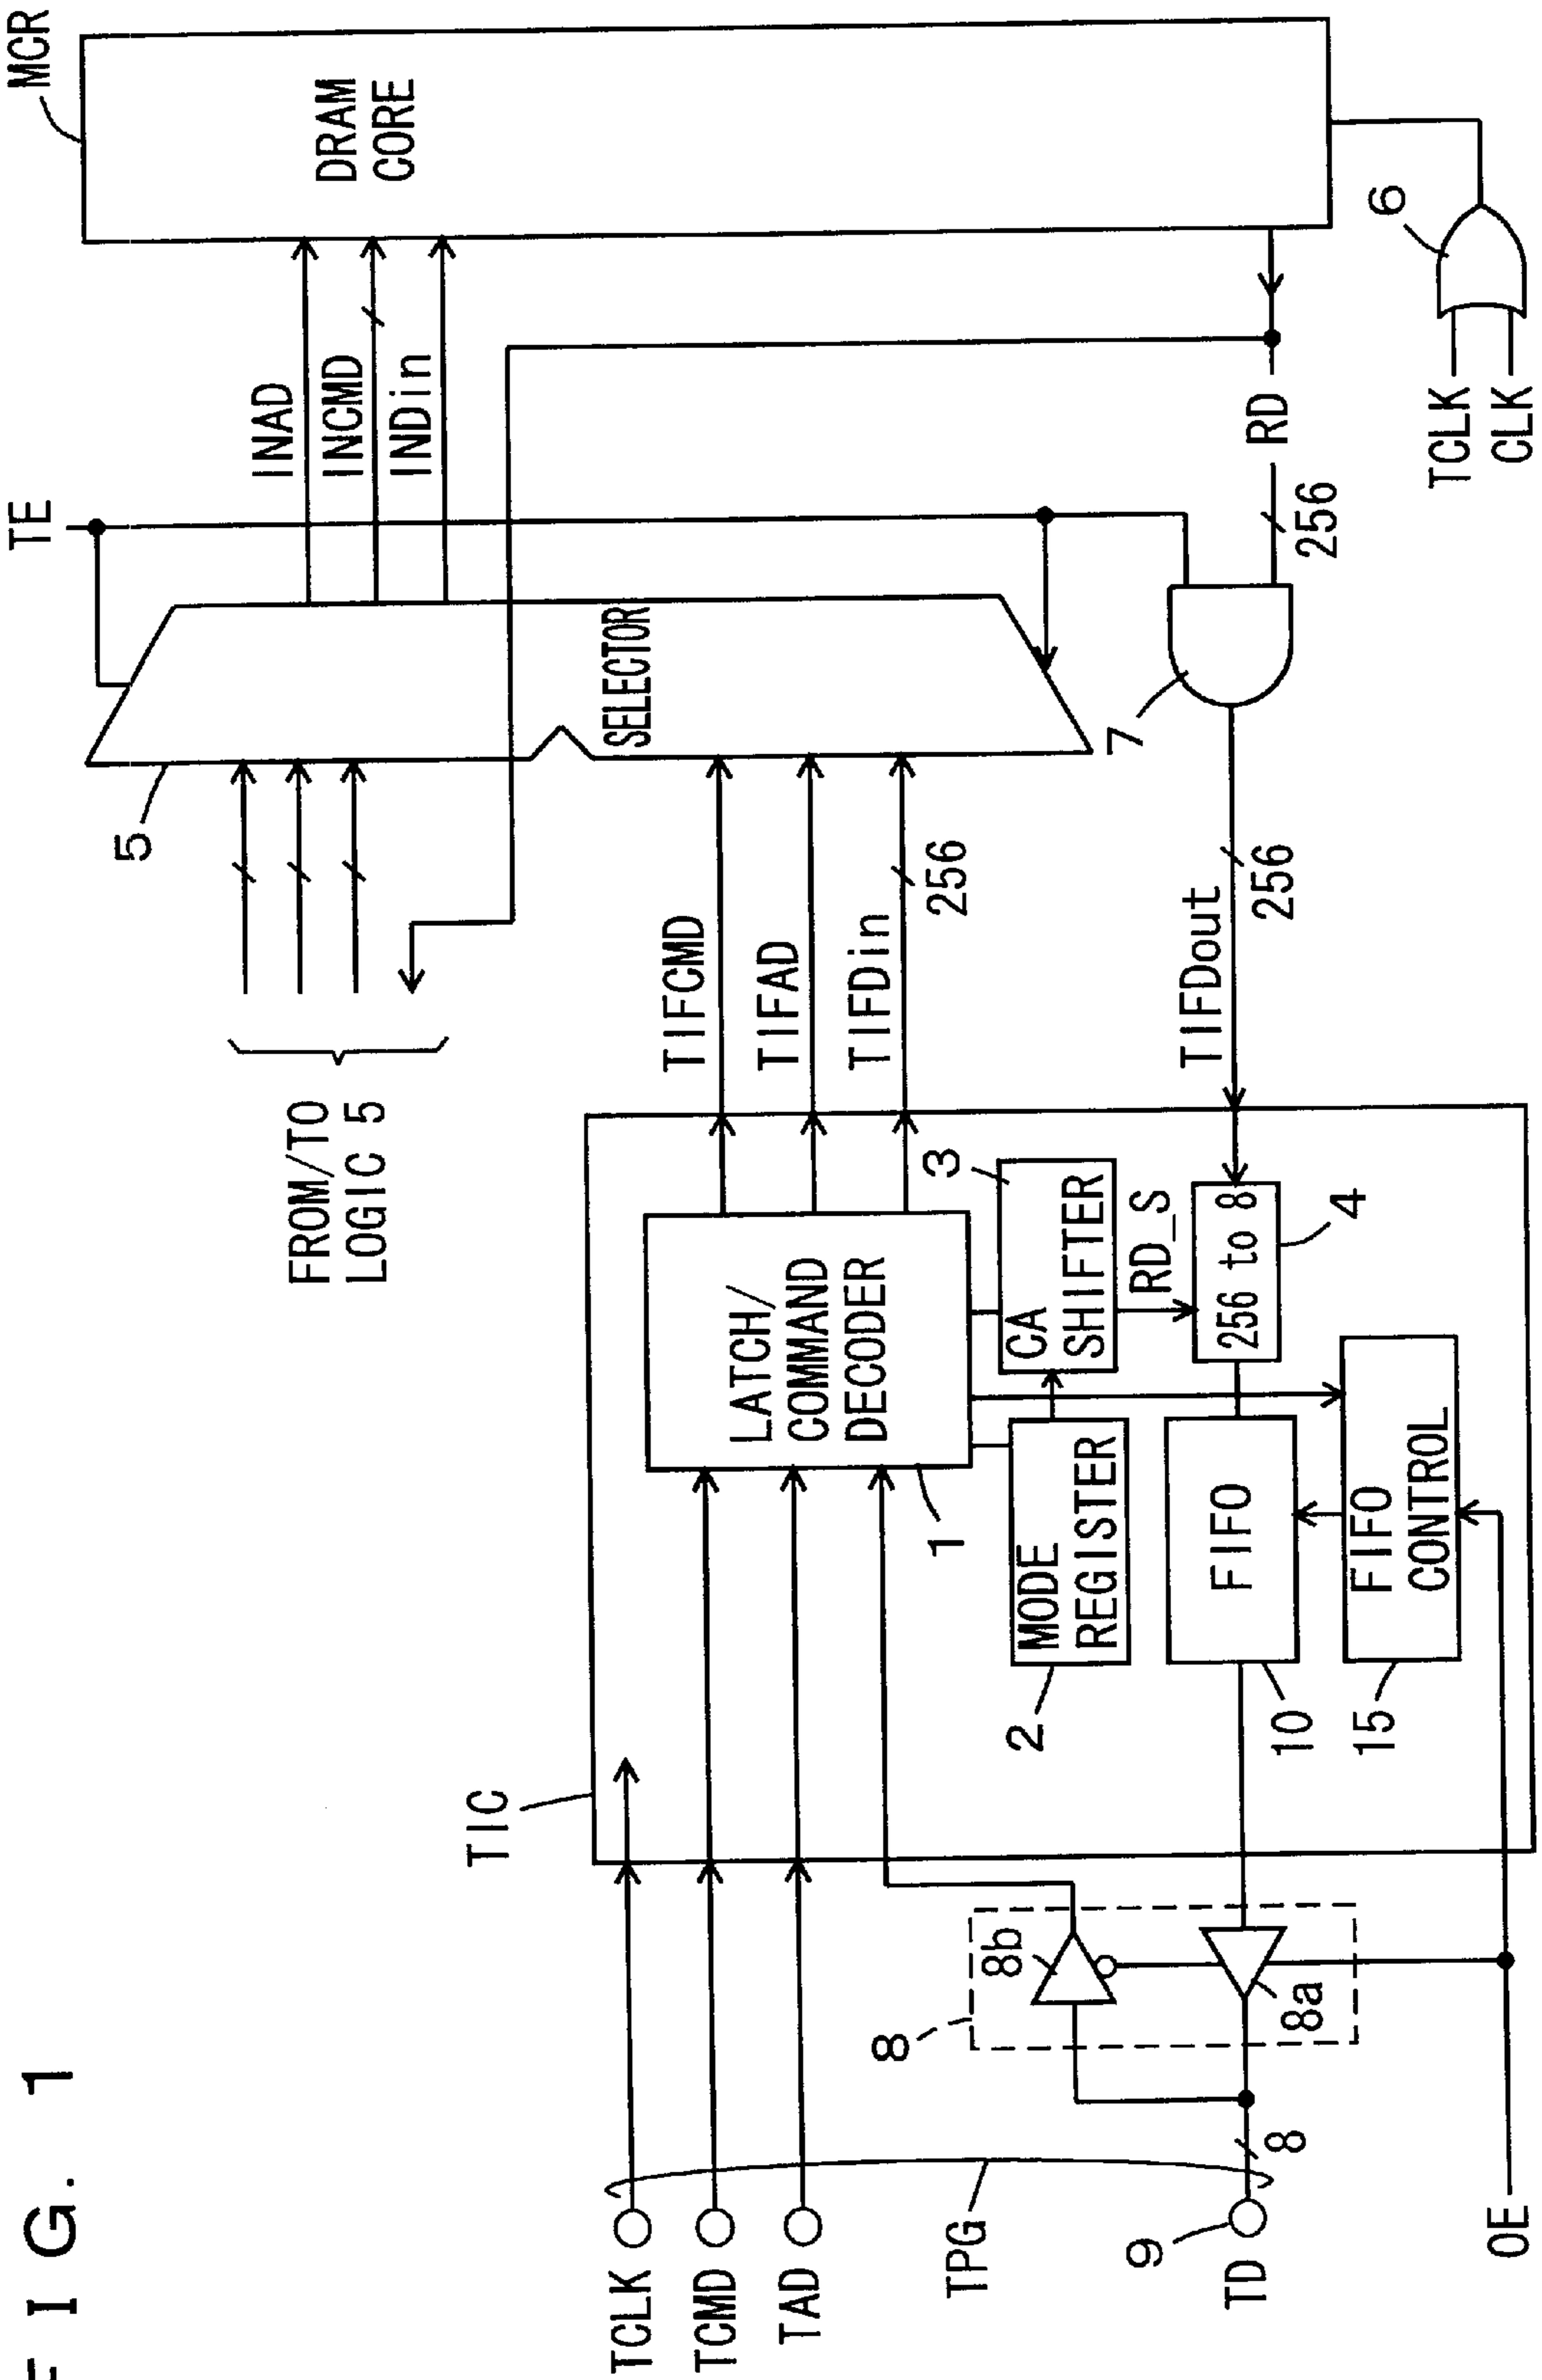 FIG. 1
MCR
DRAM
CORE
TE
INAD
INCMD
INDin
5
SELECTOR
FROM/TO
LOGIC 5
RD
256
TCLK
CLK
6
7
TIFCMD
TIFAD
TIFDin
256
TIFDout
256
TIC
LATCH/
COMMAND
DECODER
1
MODE
REGISTER
2
CA
SHIFTER
3
RD_S
256 to 8
4
FIFO
10
FIFO
CONTROL
15
8
8b
8a
TCLK
TCMD
TAD
TPG
9
TD
8
OE